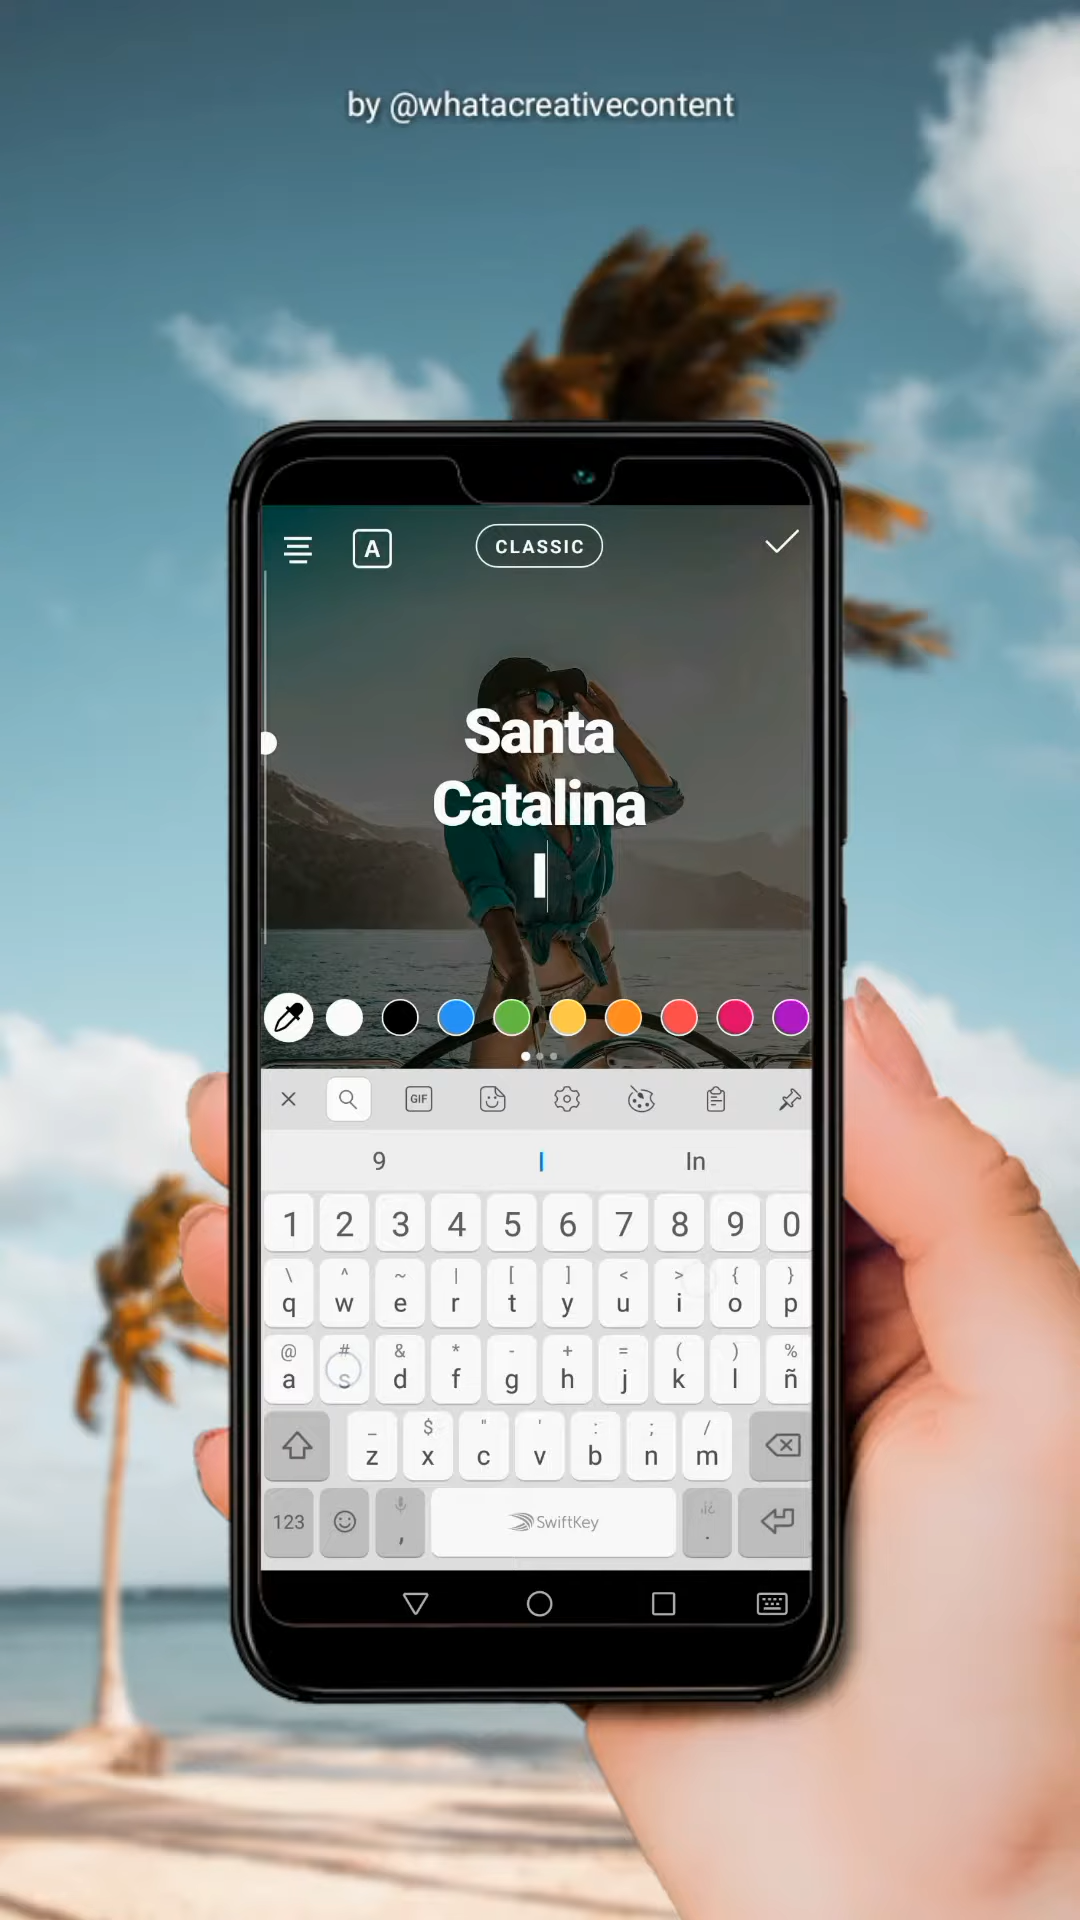 by @whatacreativecontent
A
CLASSIC
Santa
Catalina
I
GIF
9 I In
1 2 3 4 5 6 7 8 9 0
\ ^ ~ | [ ] < > { }
q w e r t y u i o p
@ # & * - + = ( ) %
a s d f g h j k l ñ
_ $ " ' : ; /
z x c v b n m
123 , SwiftKey .